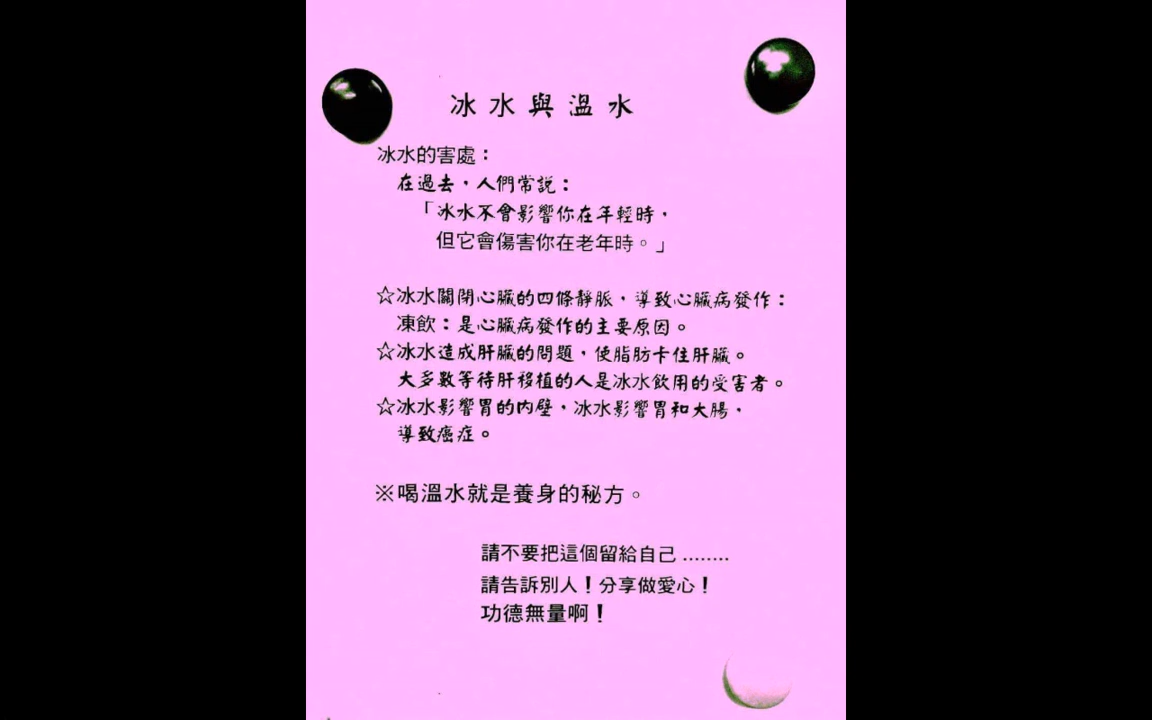 冰水與溫水
冰水的害處：
在過去，人們常說：
「冰水不會影響你在年輕時，
但它會傷害你在老年時。」
☆冰水關閉心臟的四條靜脈，導致心臟病發作：
凍飲：是心臟病發作的主要原因。
☆冰水造成肝臟的問題，使脂肪卡住肝臟。
大多數等待肝移植的人是冰水飲用的受害者。
☆冰水影響胃的内壁，冰水影響胃和大腸，
導致癌症。
※喝溫水就是養身的秘方。
請不要把這個留給自己 ........
請告訴別人！分享做愛心！
功德無量啊！